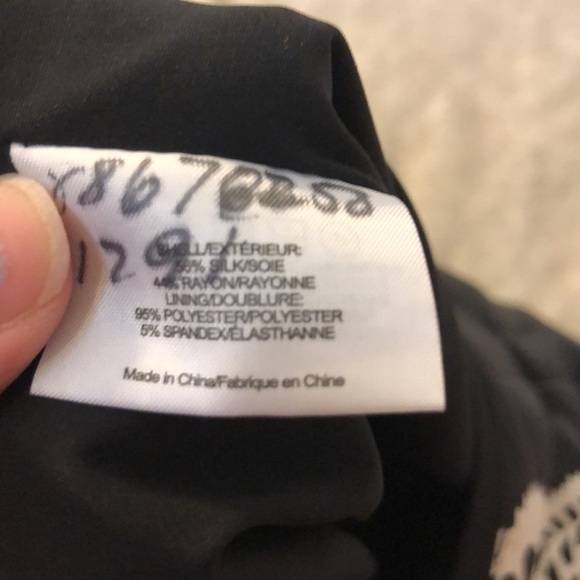 SHELL/EXTÉRIEUR:
56% SILK/SOIE
44% RAYON/RAYONNE
LINING/DOUBLURE:
95% POLYESTER/POLYESTER
5% SPANDEX/ÉLASTHANNE
Made in China/Fabrique en Chine